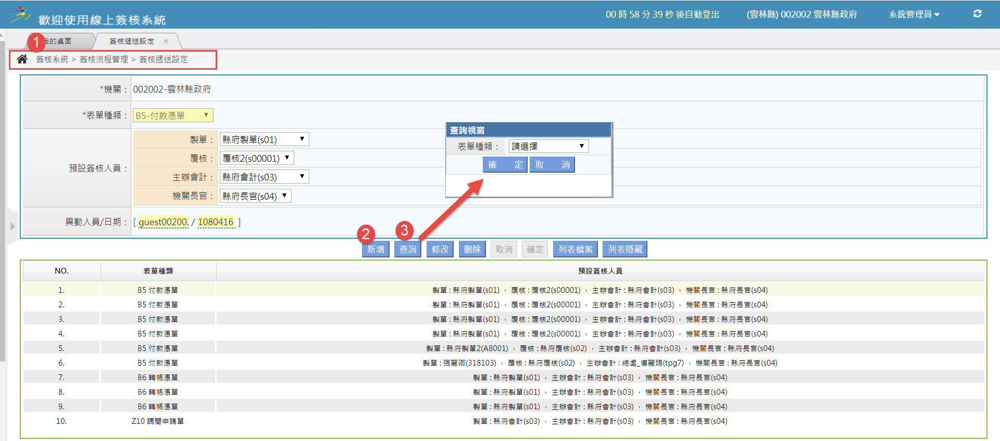 歡迎使用線上簽核系統
00 時 58 分 39 秒 後自動登出
(雲林縣) 002002 雲林縣政府
系統管理員
1
的桌面
簽核遞送設定 ×
簽核系統 > 簽核流程管理 > 簽核遞送設定
*機關 : 002002-雲林縣政府
*表單種類 : B5-付款憑單
預設簽核人員 :
製單 : 縣府製單(s01)
覆核 : 覆核2(s00001)
主辦會計 : 縣府會計(s03)
機關長官 : 縣府長官(s04)
查詢視窗
表單種類 : 請選擇
確 定 取 消
異動人員/日期 : [ guest002002 / 1080416 ]
2 3
新增 查詢 修改 刪除 取消 確定 列表檔案 列表隱藏
NO. 表單種類 預設簽核人員
1. B5 付款憑單 製單 : 縣府製單(s01) , 覆核 : 覆核2(s00001) , 主辦會計 : 縣府會計(s03) , 機關長官 : 縣府長官(s04)
2. B5 付款憑單 製單 : 縣府製單(s01) , 覆核 : 覆核2(s00001) , 主辦會計 : 縣府會計(s03) , 機關長官 : 縣府長官(s04)
3. B5 付款憑單 製單 : 縣府製單(s01) , 覆核 : 覆核2(s00001) , 主辦會計 : 縣府會計(s03) , 機關長官 : 縣府長官(s04)
4. B5 付款憑單 製單 : 縣府製單(s01) , 覆核 : 覆核2(s00001) , 主辦會計 : 縣府會計(s03) , 機關長官 : 縣府長官(s04)
5. B5 付款憑單 製單 : 縣府製單2(AB001) , 覆核 : 縣府覆核(s02) , 主辦會計 : 縣府會計(s03) , 機關長官 : 縣府長官(s04)
6. B5 付款憑單 製單 : 張麗卿(318103) , 覆核 : 縣府覆核(s02) , 主辦會計 : 總處_傅麗娟(tpg7) , 機關長官 : 縣府長官(s04)
7. B6 轉帳憑單 製單 : 縣府製單(s01) , 主辦會計 : 縣府會計(s03) , 機關長官 : 縣府長官(s04)
8. B6 轉帳憑單 製單 : 縣府製單(s01) , 主辦會計 : 縣府會計(s03) , 機關長官 : 縣府長官(s04)
9. B6 轉帳憑單 製單 : 縣府製單(s01) , 主辦會計 : 縣府會計(s03) , 機關長官 : 縣府長官(s04)
10. Z10 調閱申請單 製單 : 縣府會計(s03) , 主辦會計 : 縣府會計(s03) , 機關長官 : 縣府長官(s04)